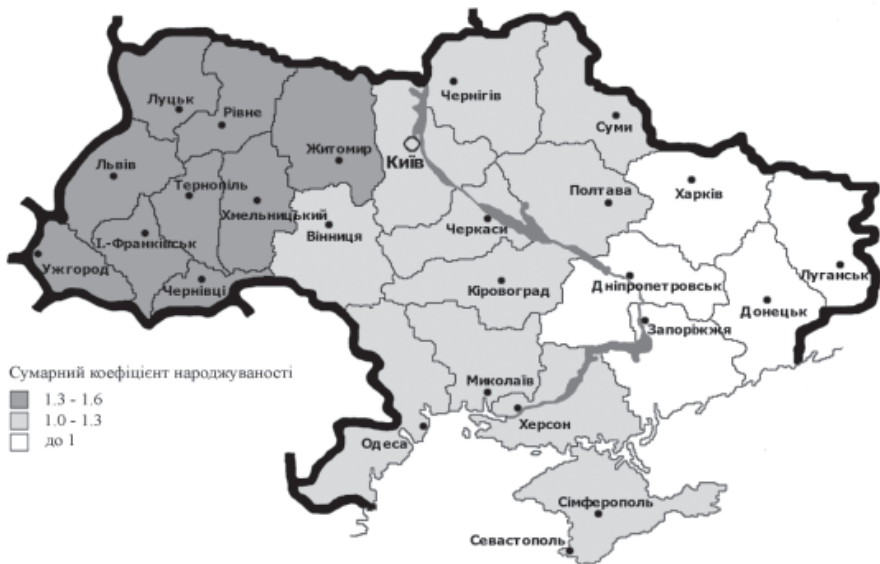 Чернігів
Луцьк
Рівне
Суми
Житомир
Київ
Львів
Тернопіль
Харків
Полтава
Хмельницький
Черкаси
Вінниця
І.-Франківськ
Ужгород
Луганськ
Дніпропетровськ
Чернівці
Кіровоград
Донецьк
Запоріжжя
Сумарний коефіцієнт народжуваності
1.3 - 1.6
1.0 - 1.3
до 1
Миколаїв
Херсон
Одеса
Сімферополь
Севастополь